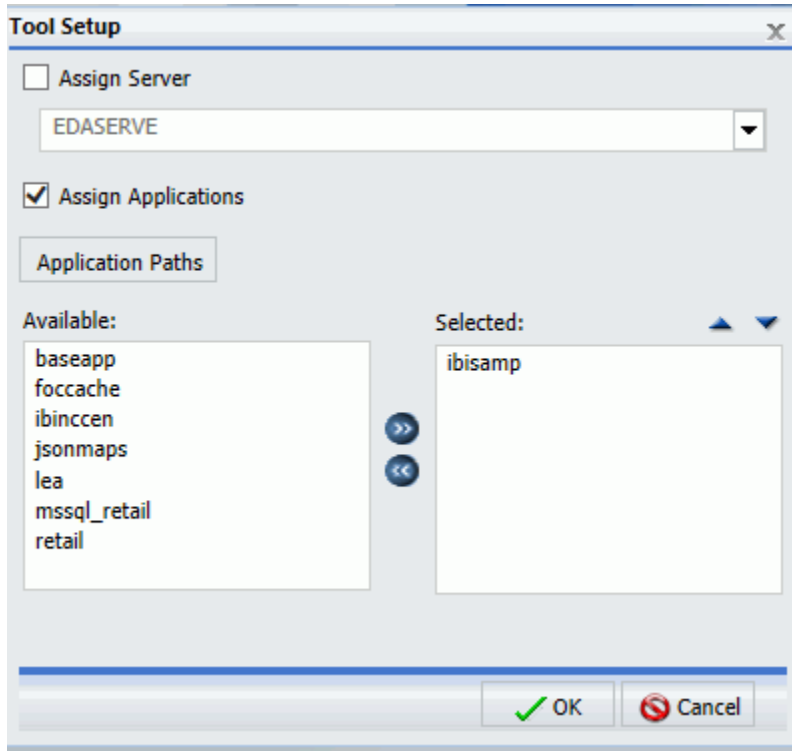 Tool Setup
Assign Server
EDASERVE
Assign Applications
Application Paths
Available:
baseapp
foccache
ibinccen
jsonmaps
lea
mssql_retail
retail
Selected:
ibisamp
OK
Cancel